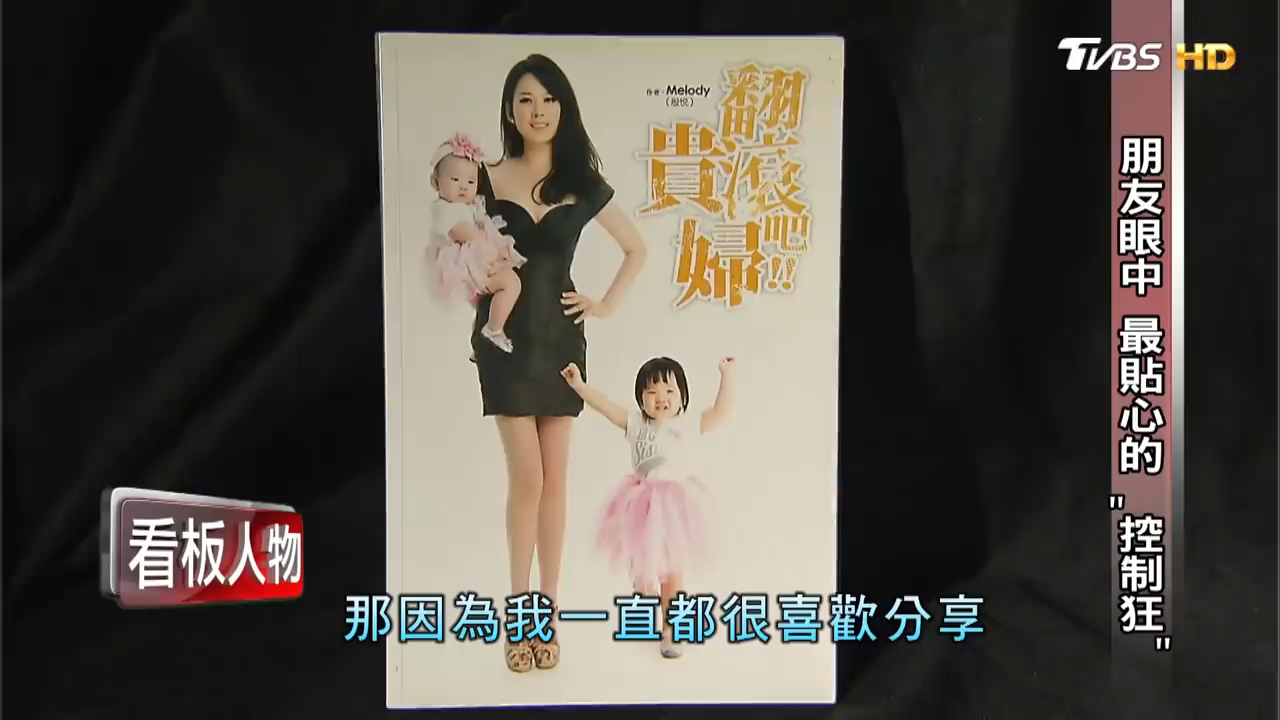 TVBS HD
朋友眼中 最貼心的 "控制狂"
作者・Melody
（殷悅）
翻滾吧!!
貴婦
看板人物
那因為我一直都很喜歡分享